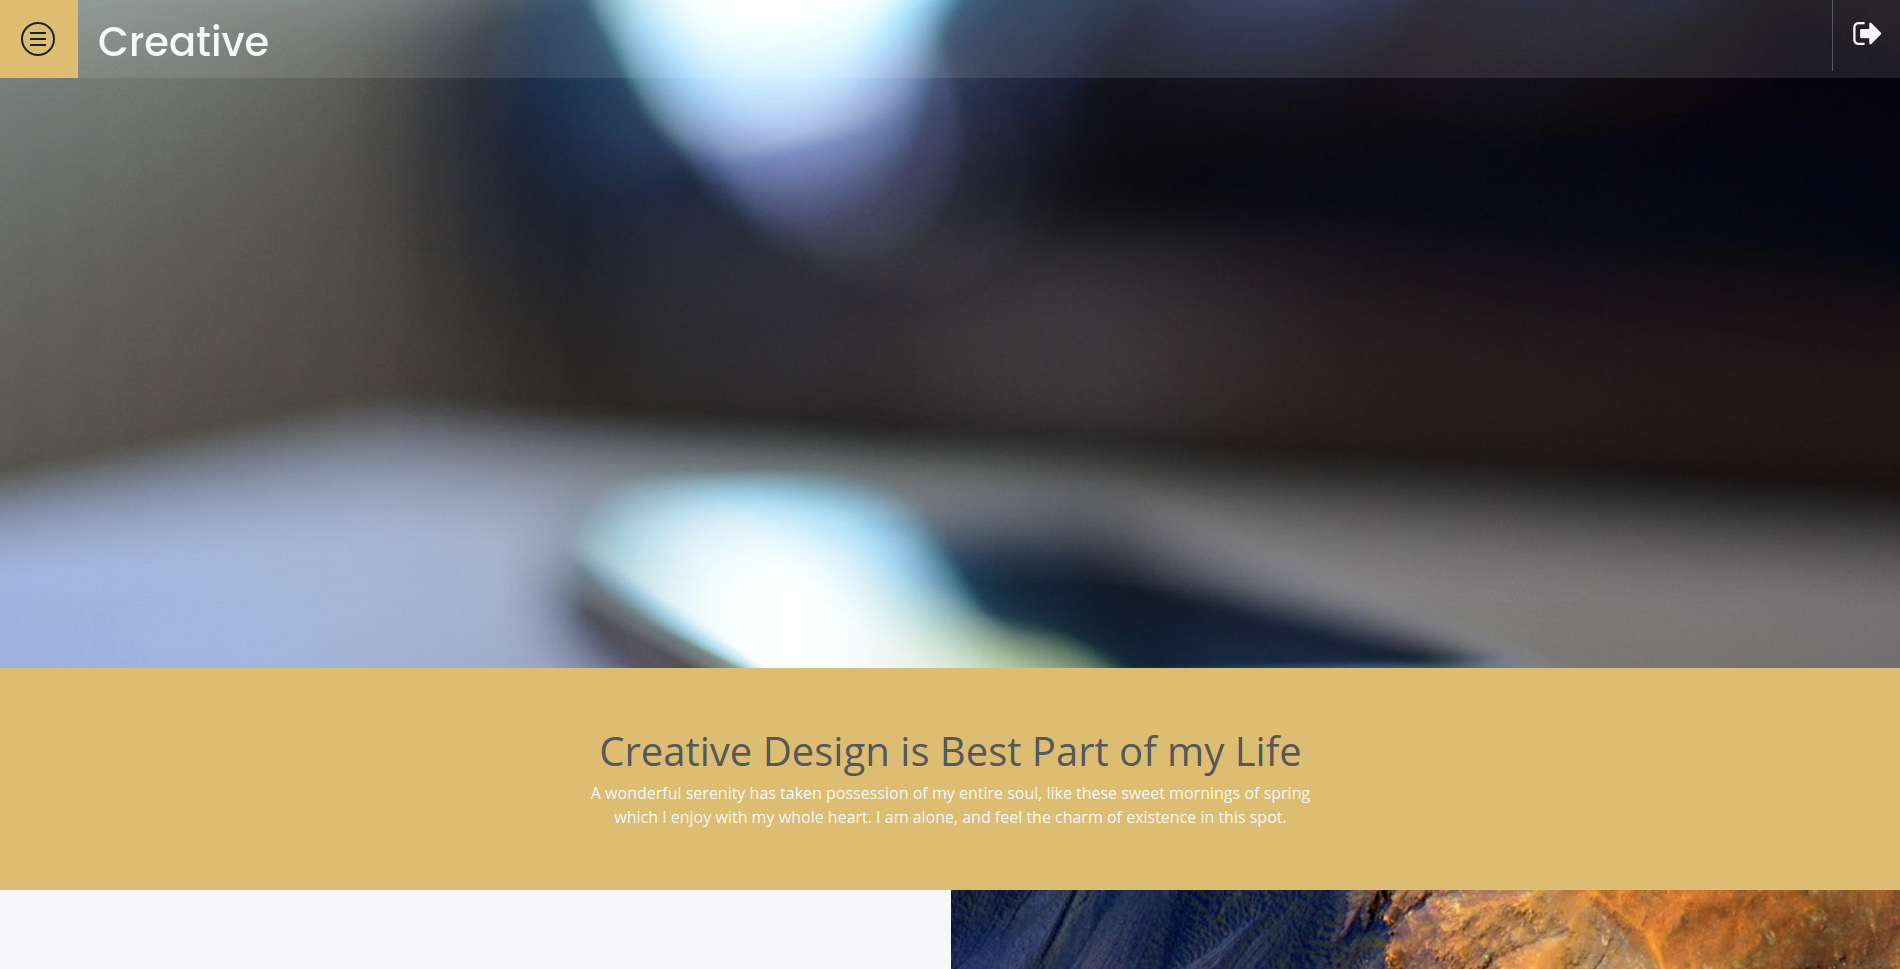 Creative
Creative Design is Best Part of my Life
A wonderful serenity has taken possession of my entire soul, like these sweet mornings of spring
which I enjoy with my whole heart. I am alone, and feel the charm of existence in this spot.